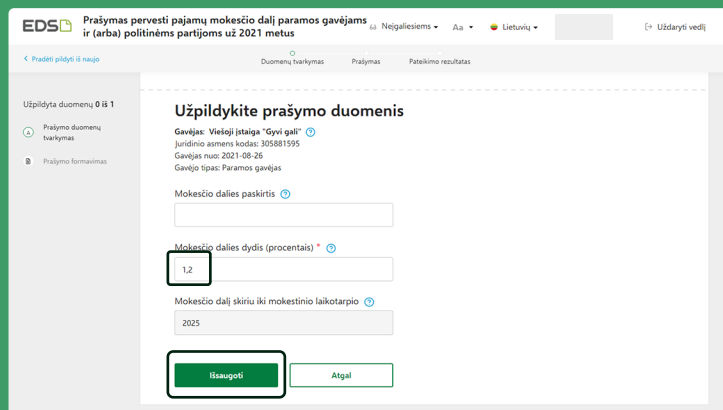 EDS
Prašymas pervesti pajamų mokesčio dalį paramos gavėjams
ir (arba) politinėms partijoms už 2021 metus
Neįgaliesiems
Aa
Lietuvių
Uždaryti vedlį
Pradėti pildyti iš naujo
Duomenų tvarkymas
Prašymas
Pateikimo rezultatas
Užpildyta duomenų 0 iš 1
A
Prašymo duomenų
tvarkymas
Prašymo formavimas
Užpildykite prašymo duomenis
Gavėjas: Viešoji įstaiga "Gyvi gali" ?
Juridinio asmens kodas: 305881595
Gavėjas nuo: 2021-08-26
Gavėjo tipas: Paramos gavėjas
Mokesčio dalies paskirtis ?
Mokesčio dalies dydis (procentais) * ?
1,2
Mokesčio dalį skiriu iki mokestinio laikotarpio ?
2025
Išsaugoti
Atgal